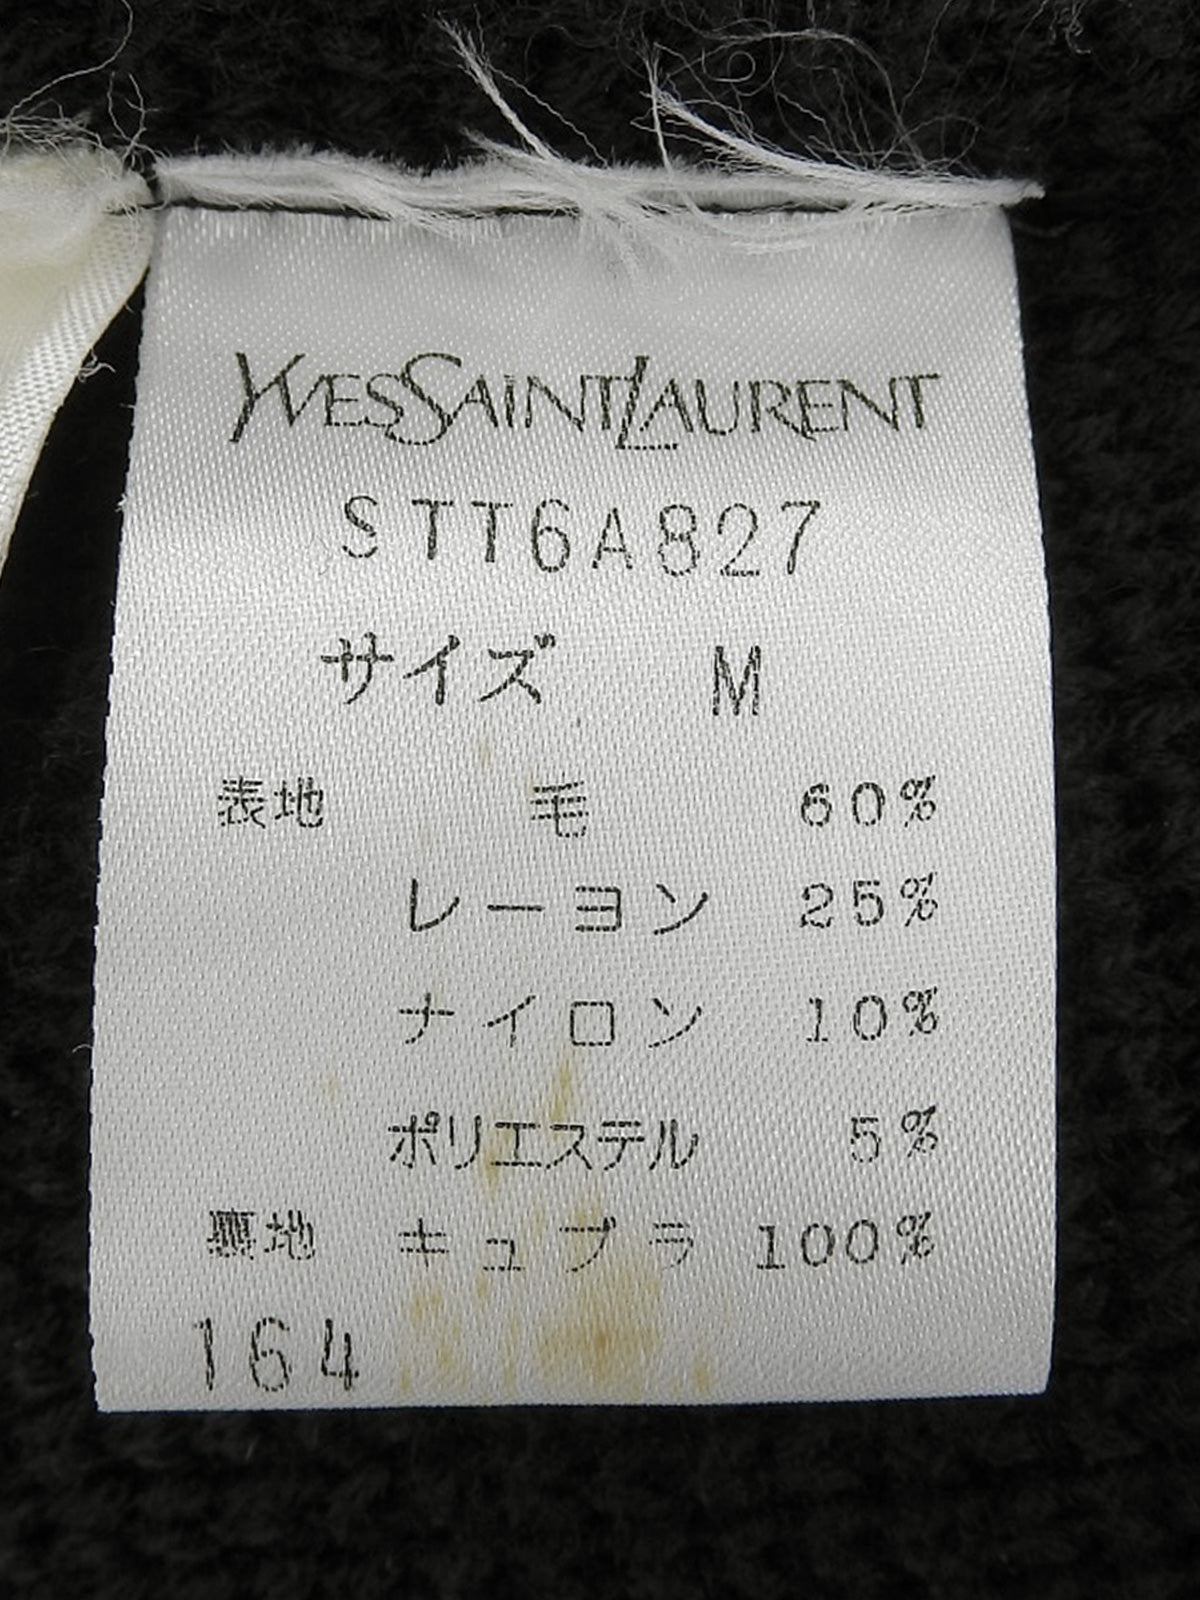 YVESSAINTLAURENT
STT6A827
サイズ M
表地 毛 60%
レーヨン 25%
ナイロン 10%
ポリエステル 5%
裏地 キュプラ 100%
164